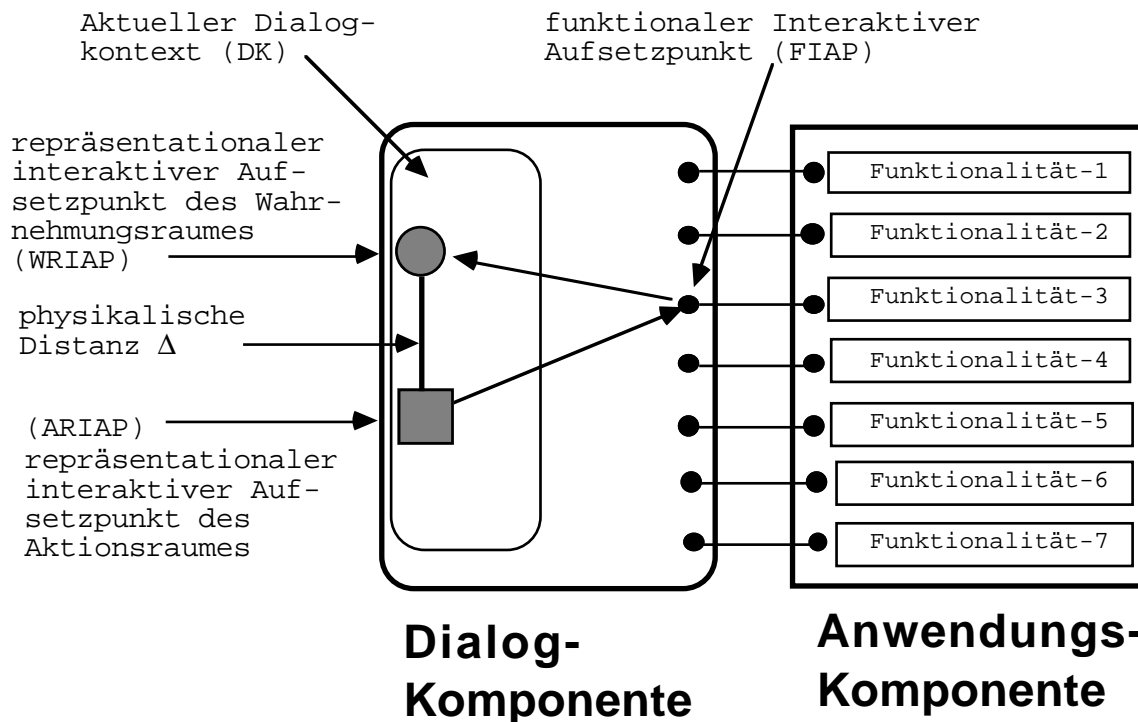 Aktueller Dialog-
kontext (DK)
funktionaler Interaktiver
Aufsetzpunkt (FIAP)
repräsentationaler
interaktiver Auf-
setzpunkt des Wahr-
nehmungsraumes
(WRIAP)
physikalische
Distanz Δ
(ARIAP)
repräsentationaler
interaktiver Auf-
setzpunkt des
Aktionsraumes
Funktionalität-1
Funktionalität-2
Funktionalität-3
Funktionalität-4
Funktionalität-5
Funktionalität-6
Funktionalität-7
Dialog-
Komponente
Anwendungs-
Komponente